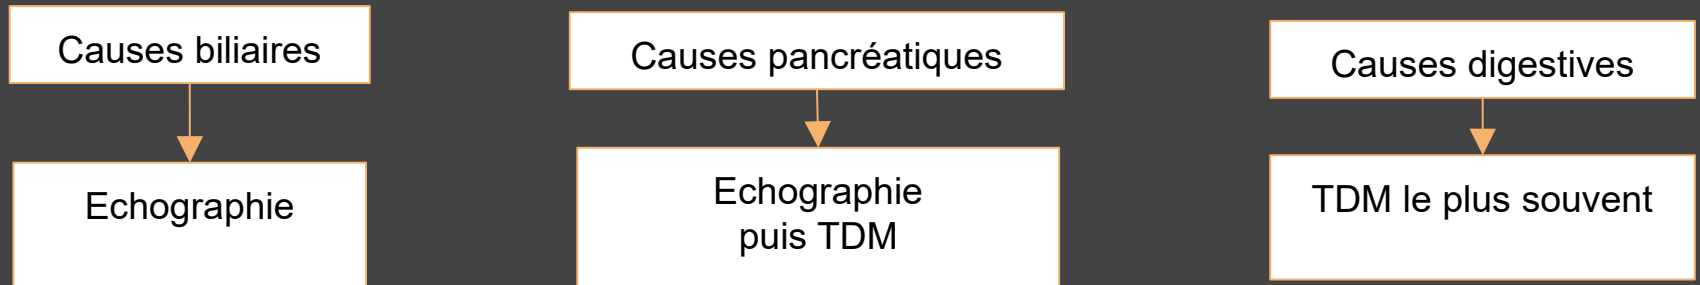 Causes biliaires
Causes pancréatiques
Causes digestives
Echographie
Echographie
puis TDM
TDM le plus souvent